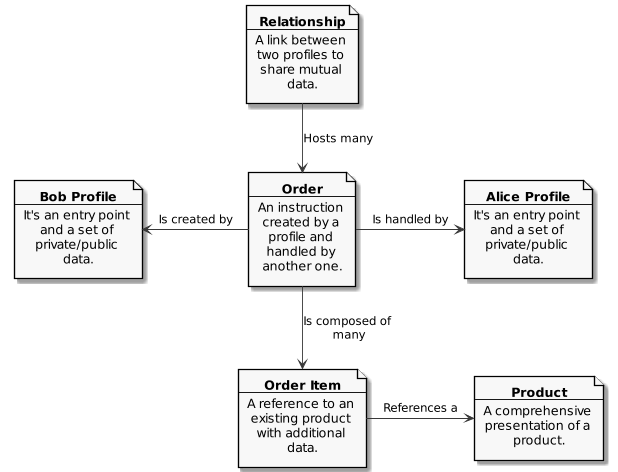 Relationship
A link between
two profiles to
share mutual
data.
Hosts many
Bob Profile
It's an entry point
and a set of
private/public
data.
Is created by
Order
An instruction
created by a
profile and
handled by
another one.
Is handled by
Alice Profile
It's an entry point
and a set of
private/public
data.
Is composed of
many
Order Item
A reference to an
existing product
with additional
data.
References a
Product
A comprehensive
presentation of a
product.